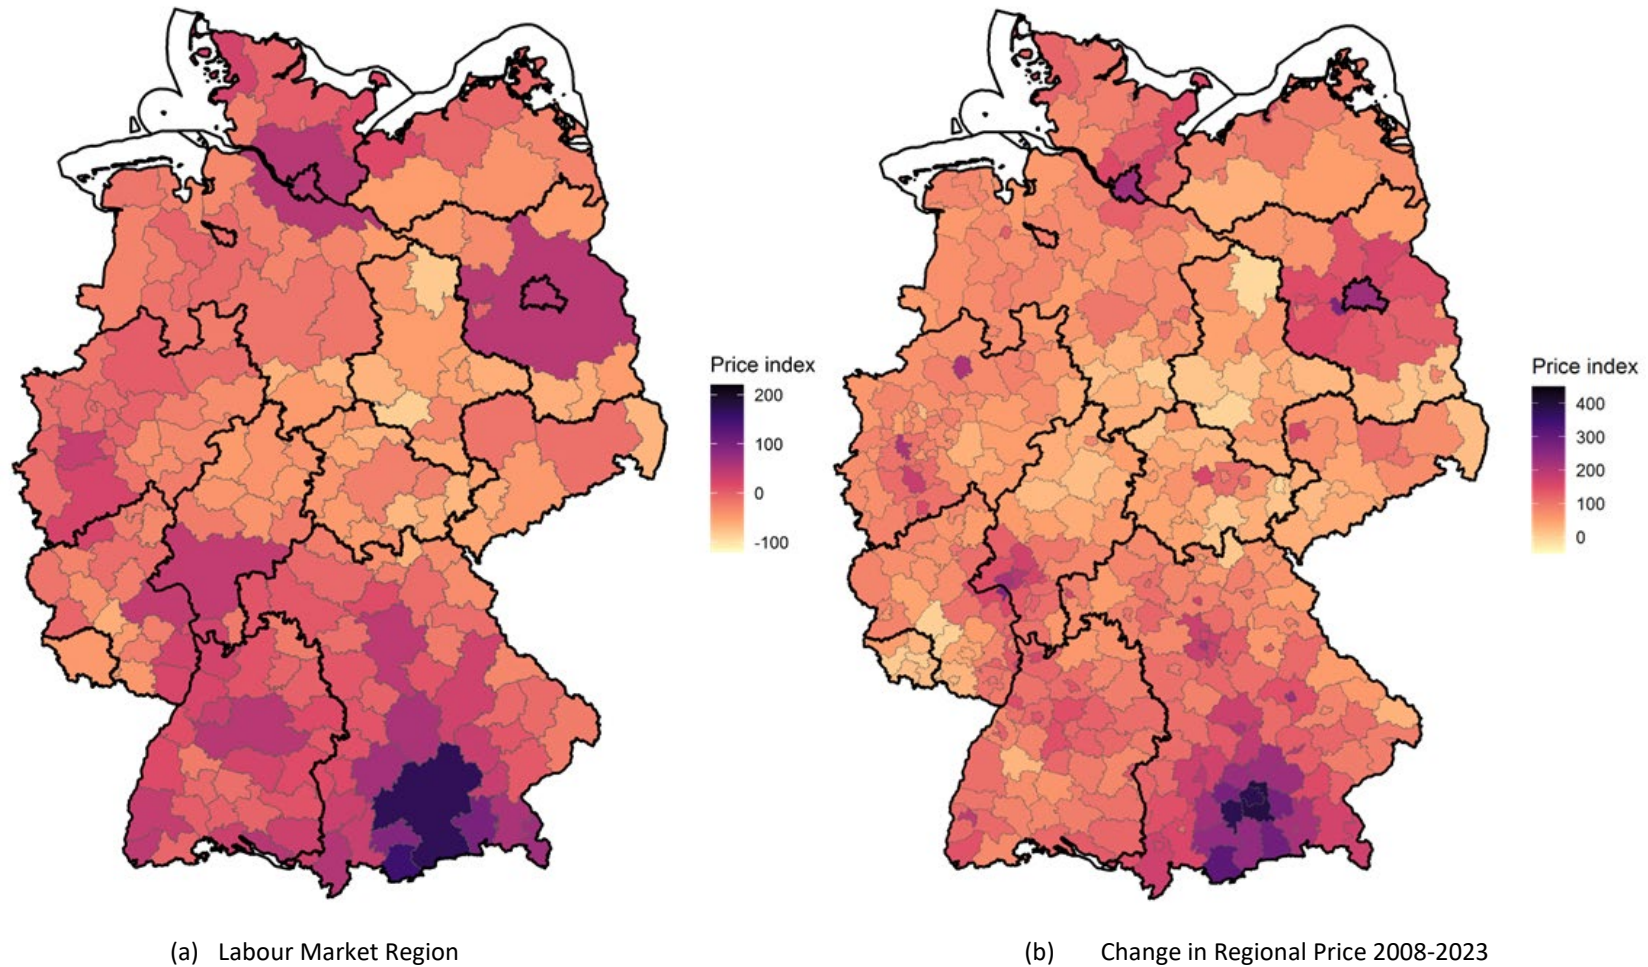 Price index
200
100
0
-100
Price index
400
300
200
100
0
(a) Labour Market Region
(b) Change in Regional Price 2008-2023